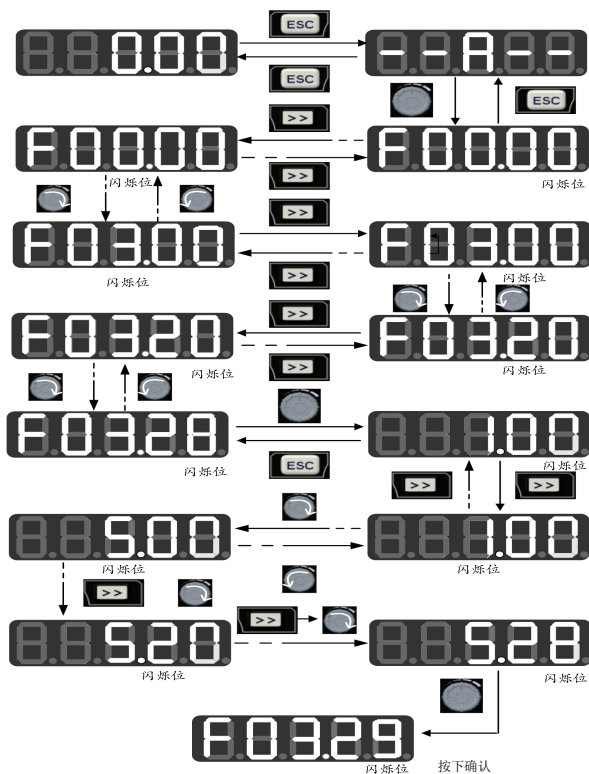 ESC
0.00
--A--
ESC
ESC
>>
F00.00
F00.00
闪烁位
>>
闪烁位
>>
F03.00
F03.00
闪烁位
闪烁位
>>
>>
F03.20
F03.20
闪烁位
>>
闪烁位
F03.28
1.00
闪烁位
ESC
闪烁位
>>
>>
5.00
1.00
闪烁位
闪烁位
>>
>>
5.20
5.28
闪烁位
闪烁位
F03.29
闪烁位
按下确认